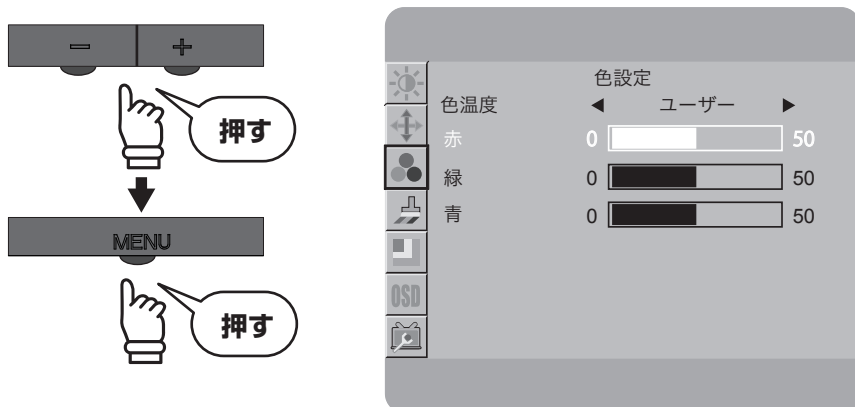 − +
押す
MENU
押す
色設定
色温度 ◀ ユーザー ▶
赤 0 50
緑 0 50
青 0 50
OSD